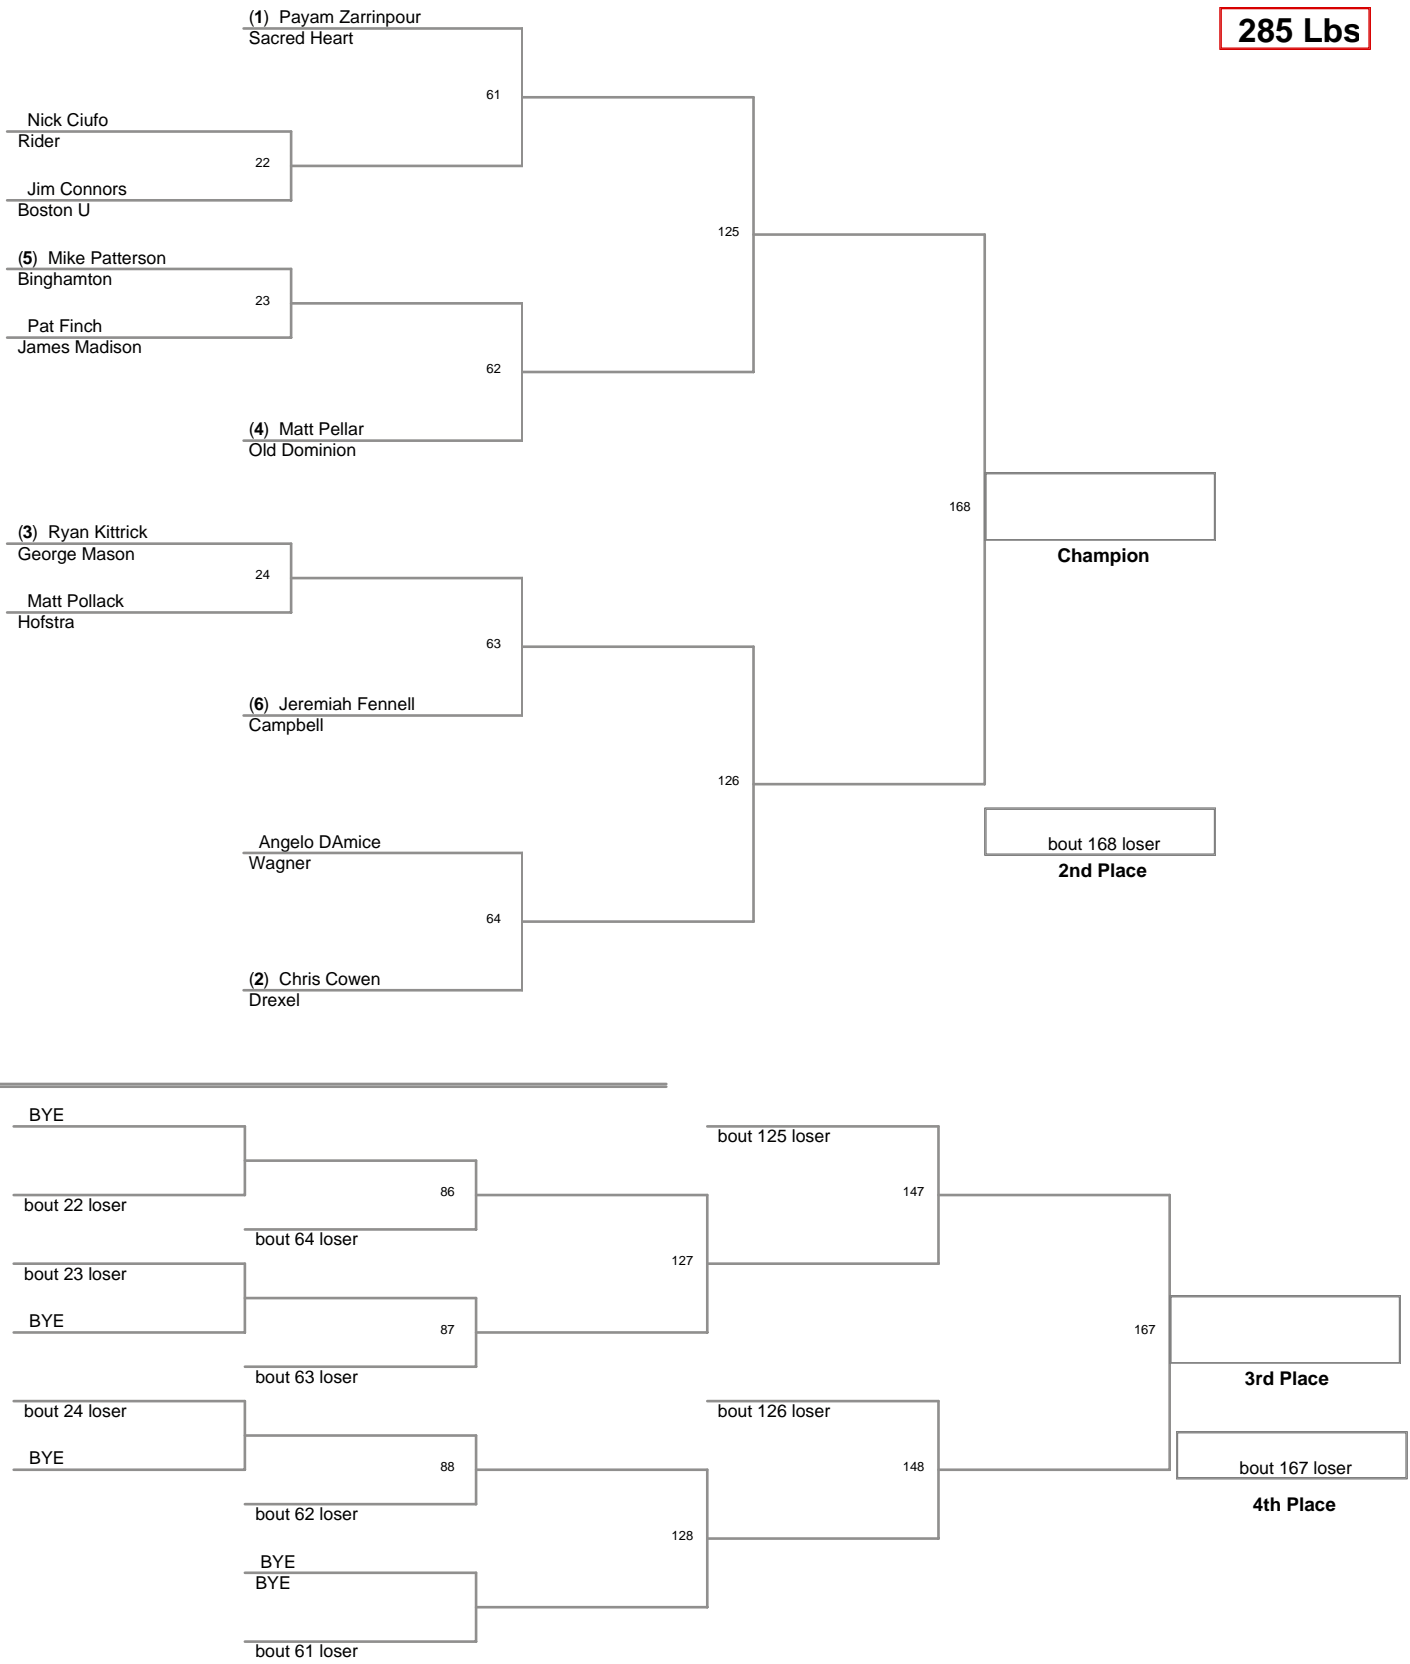 (1) Payam Zarrinpour
Sacred Heart
285 Lbs
61
Nick Ciufo
Rider
22
Jim Connors
Boston U
125
(5) Mike Patterson
Binghamton
23
Pat Finch
James Madison
62
(4) Matt Pellar
Old Dominion
168
Champion
(3) Ryan Kittrick
George Mason
24
Matt Pollack
Hofstra
63
(6) Jeremiah Fennell
Campbell
126
Angelo DAmice
Wagner
bout 168 loser
2nd Place
64
(2) Chris Cowen
Drexel
BYE
bout 125 loser
86
147
bout 22 loser
bout 64 loser
127
bout 23 loser
BYE
87
167
bout 63 loser
3rd Place
bout 24 loser
bout 126 loser
BYE
88
148
bout 167 loser
4th Place
bout 62 loser
128
BYE
BYE
bout 61 loser